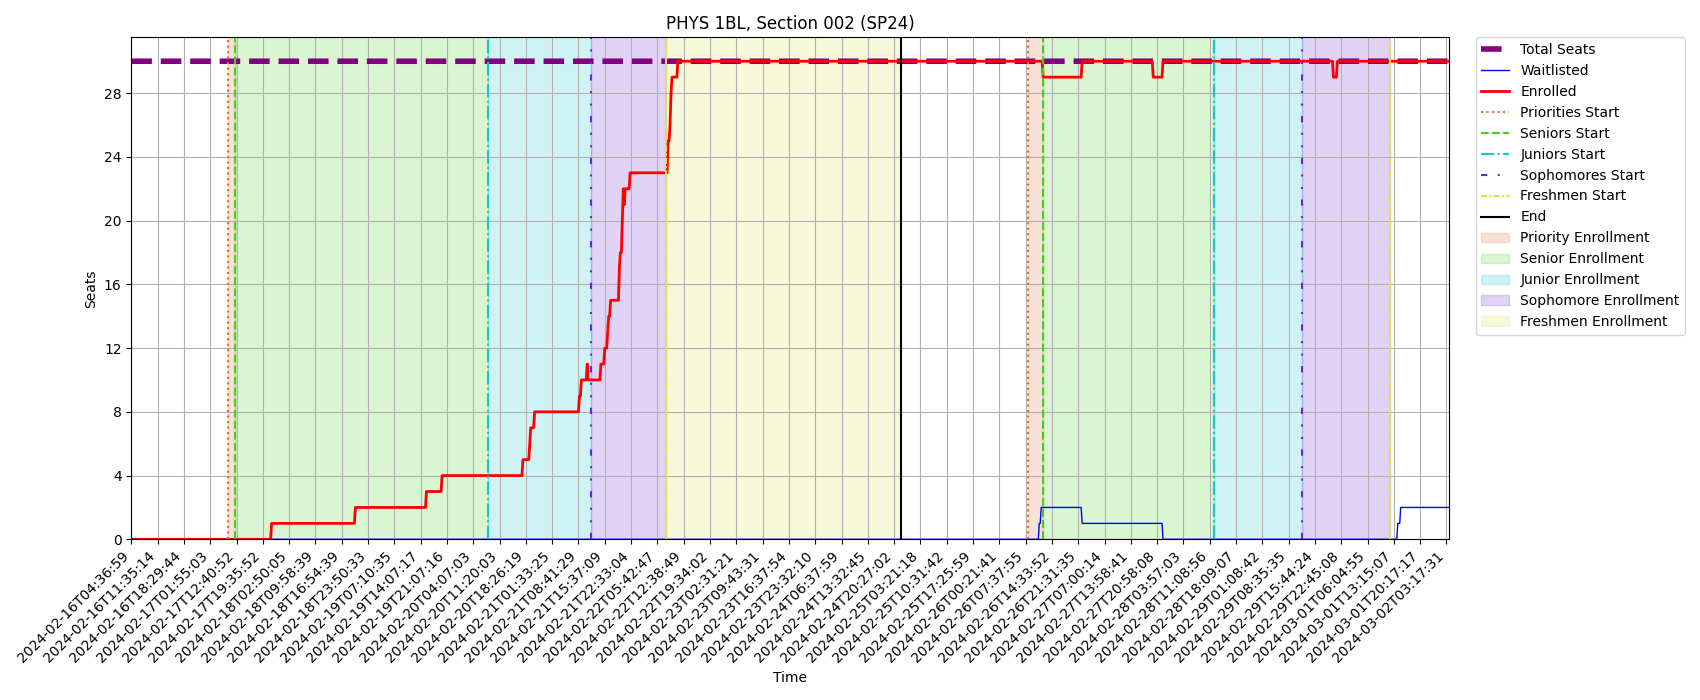 PHYS 1BL, Section 002 (SP24)
Total Seats
Waitlisted
Enrolled
Priorities Start
Seniors Start
Juniors Start
Sophomores Start
Freshmen Start
End
Priority Enrollment
Senior Enrollment
Junior Enrollment
Sophomore Enrollment
Freshmen Enrollment
Seats
28
24
20
16
12
8
4
0
2024-02-16T04:36:59
2024-02-16T11:35:14
2024-02-16T18:29:44
2024-02-17T01:55:03
2024-02-17T12:40:52
2024-02-17T19:35:52
2024-02-18T02:50:05
2024-02-18T09:58:39
2024-02-18T16:54:39
2024-02-18T23:50:33
2024-02-19T07:10:35
2024-02-19T14:07:17
2024-02-19T21:07:16
2024-02-20T04:07:03
2024-02-20T11:20:03
2024-02-20T18:26:19
2024-02-21T01:33:25
2024-02-21T08:41:29
2024-02-21T15:37:09
2024-02-21T22:33:04
2024-02-22T05:42:47
2024-02-22T12:38:49
2024-02-22T19:34:02
2024-02-23T02:31:21
2024-02-23T09:43:31
2024-02-23T16:37:54
2024-02-23T23:32:10
2024-02-24T06:37:59
2024-02-24T13:32:45
2024-02-24T20:27:02
2024-02-25T03:21:18
2024-02-25T10:31:42
2024-02-25T17:25:59
2024-02-26T00:21:41
2024-02-26T07:37:55
2024-02-26T14:33:52
2024-02-26T21:31:35
2024-02-27T07:00:14
2024-02-27T13:58:41
2024-02-27T20:58:08
2024-02-28T03:57:03
2024-02-28T11:08:56
2024-02-28T18:09:07
2024-02-29T01:08:42
2024-02-29T08:35:35
2024-02-29T15:44:24
2024-02-29T22:45:08
2024-03-01T06:04:55
2024-03-01T13:15:07
2024-03-01T20:17:17
2024-03-02T03:17:31
Time